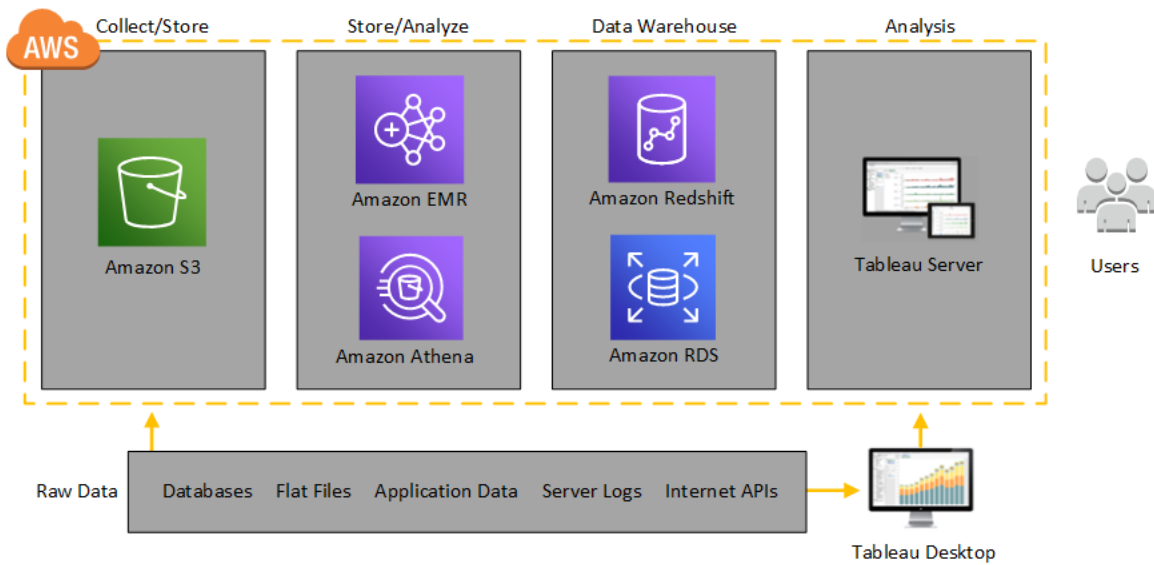 AWS
Collect/Store
Store/Analyze
Data Warehouse
Analysis
Amazon S3
Amazon EMR
Amazon Athena
Amazon Redshift
Amazon RDS
Tableau Server
Users
Raw Data
Databases
Flat Files
Application Data
Server Logs
Internet APIs
Tableau Desktop